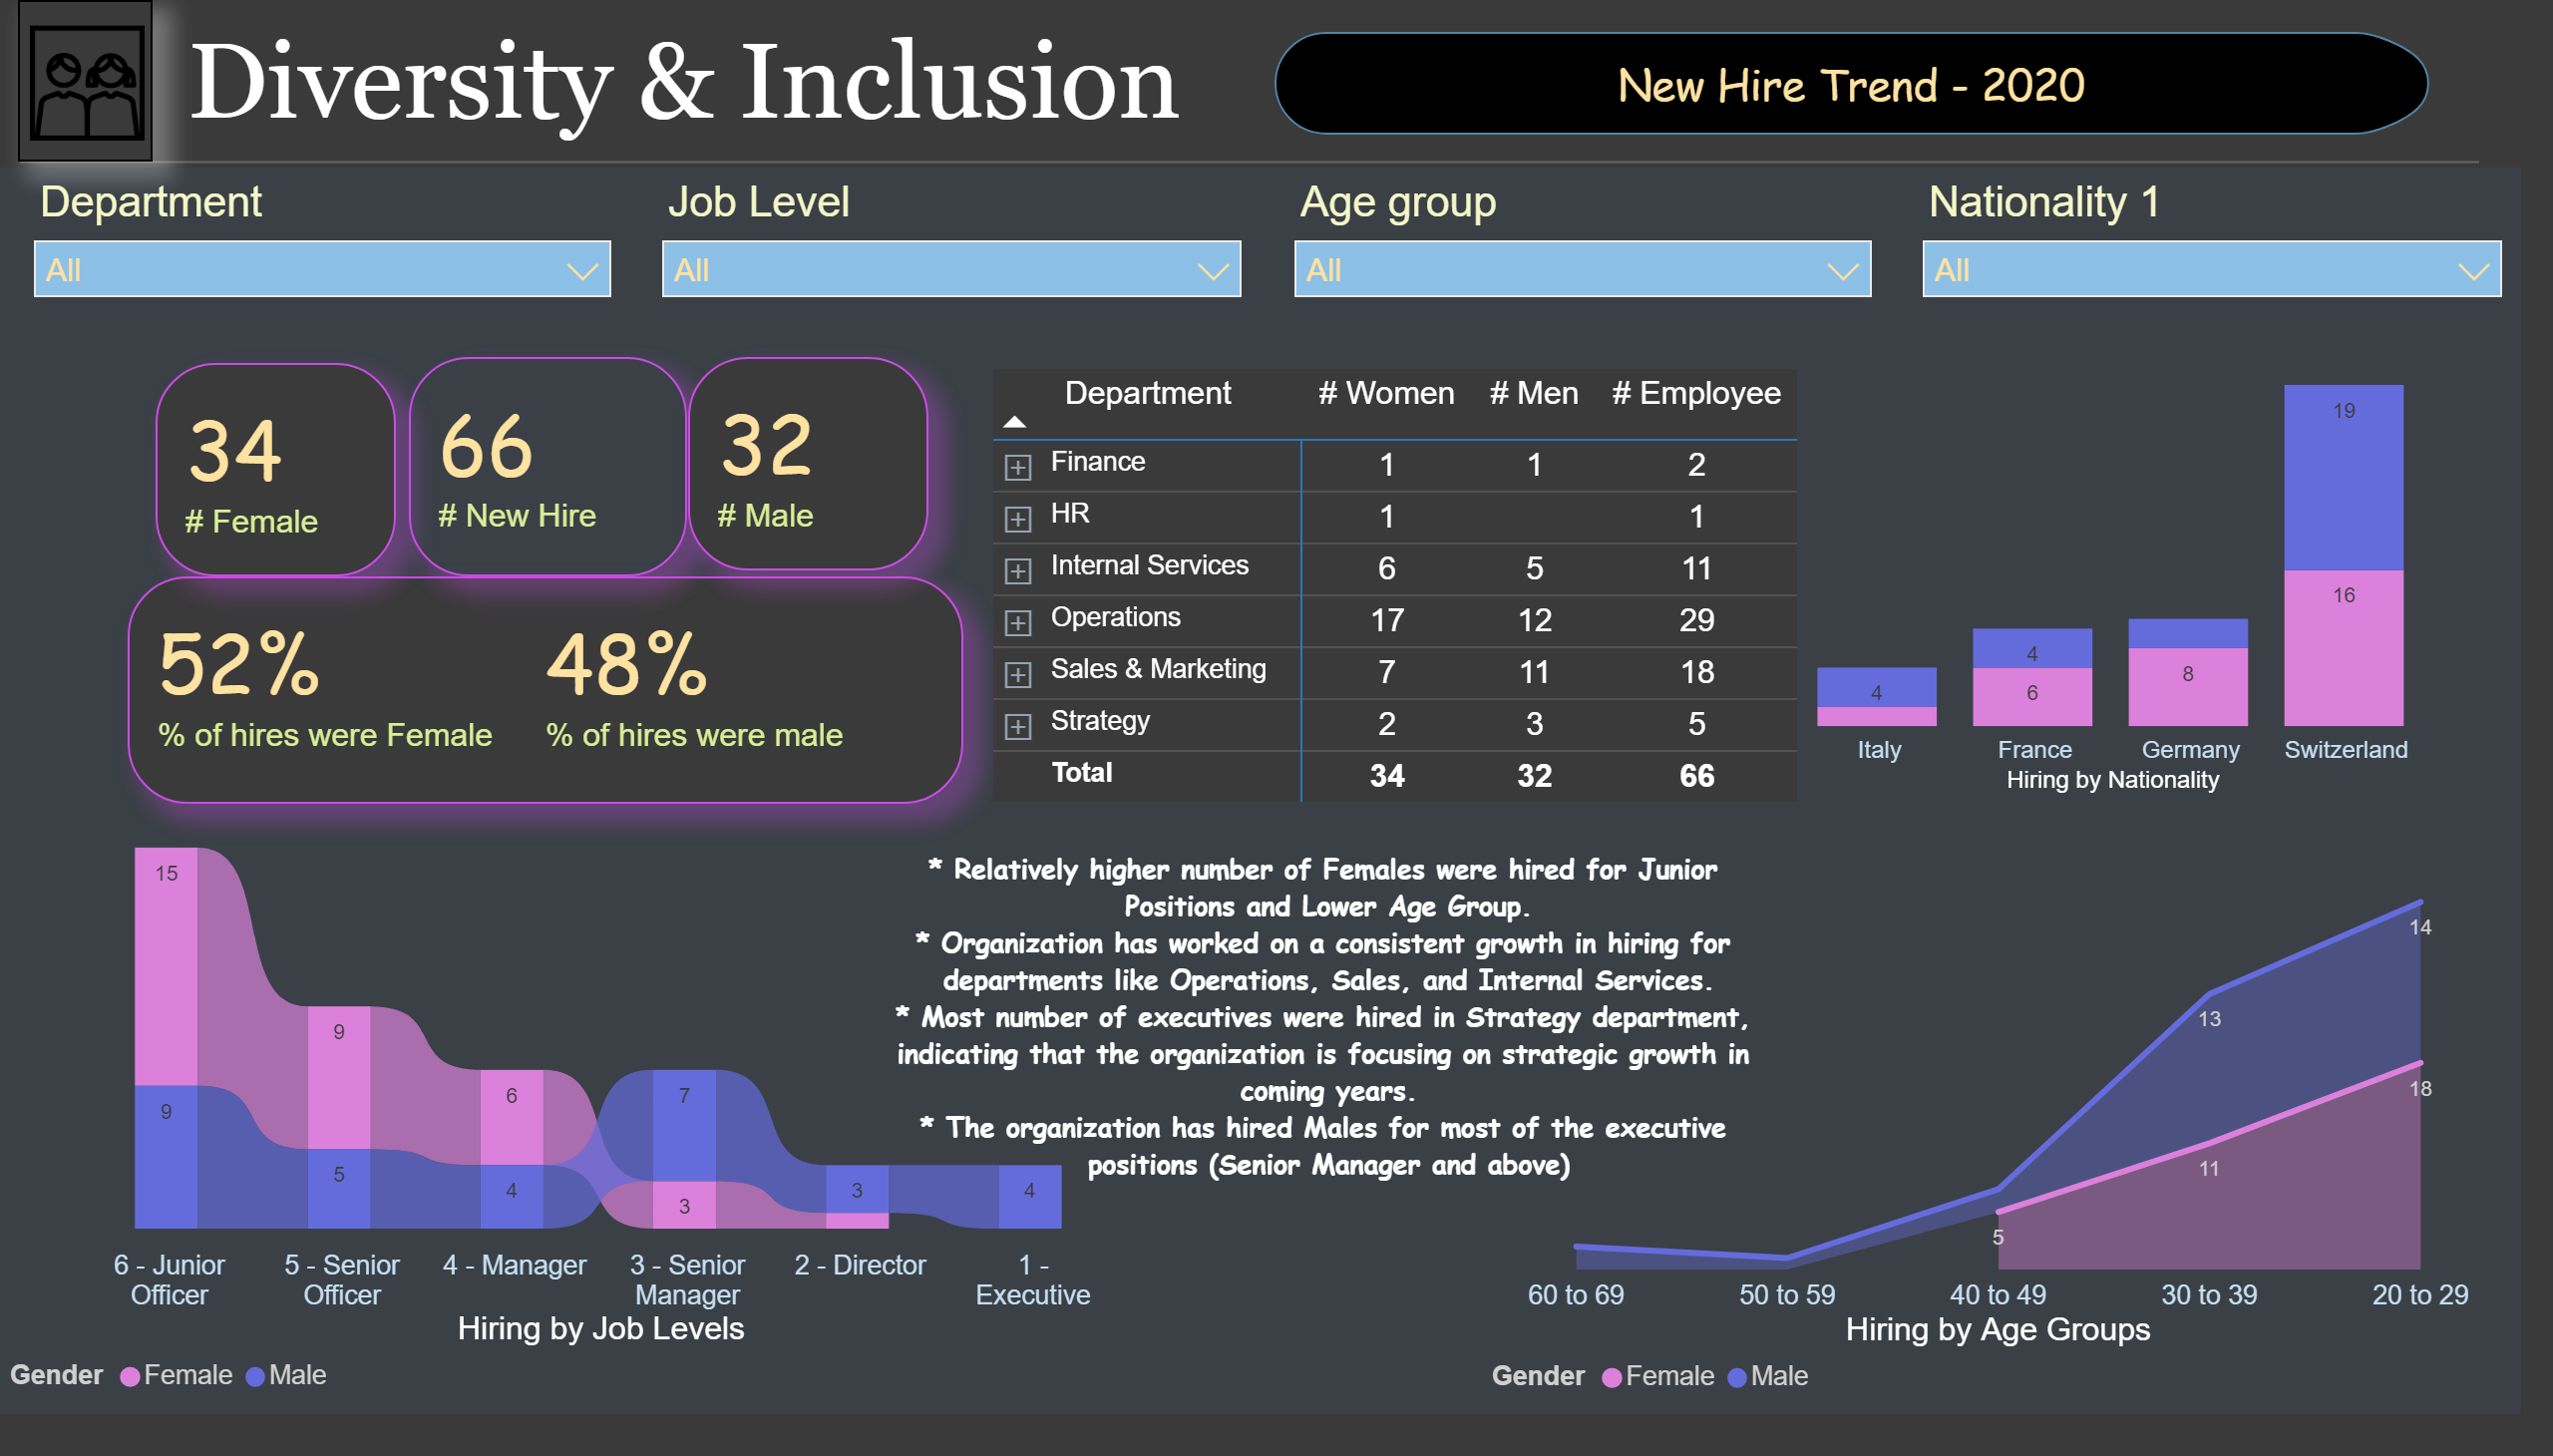 Diversity & Inclusion
New Hire Trend - 2020
Department
Job Level
Age group
Nationality 1
All
All
All
All
34
# Female
66
# New Hire
32
# Male
52%
% of hires were Female
48%
% of hires were male
Department # Women # Men # Employee
Finance 1 1 2
HR 1 1
Internal Services 6 5 11
Operations 17 12 29
Sales & Marketing 7 11 18
Strategy 2 3 5
Total 34 32 66
19
16
4
4
6
8
Italy France Germany Switzerland
Hiring by Nationality
15
9
9
5
6
4
7
3
3
4
6 - Junior
Officer
5 - Senior
Officer
4 - Manager
3 - Senior
Manager
2 - Director
1 -
Executive
Hiring by Job Levels
Gender Female Male
* Relatively higher number of Females were hired for Junior
Positions and Lower Age Group.
* Organization has worked on a consistent growth in hiring for
departments like Operations, Sales, and Internal Services.
* Most number of executives were hired in Strategy department,
indicating that the organization is focusing on strategic growth in
coming years.
* The organization has hired Males for most of the executive
positions (Senior Manager and above)
14
13
18
11
5
60 to 69 50 to 59 40 to 49 30 to 39 20 to 29
Hiring by Age Groups
Gender Female Male